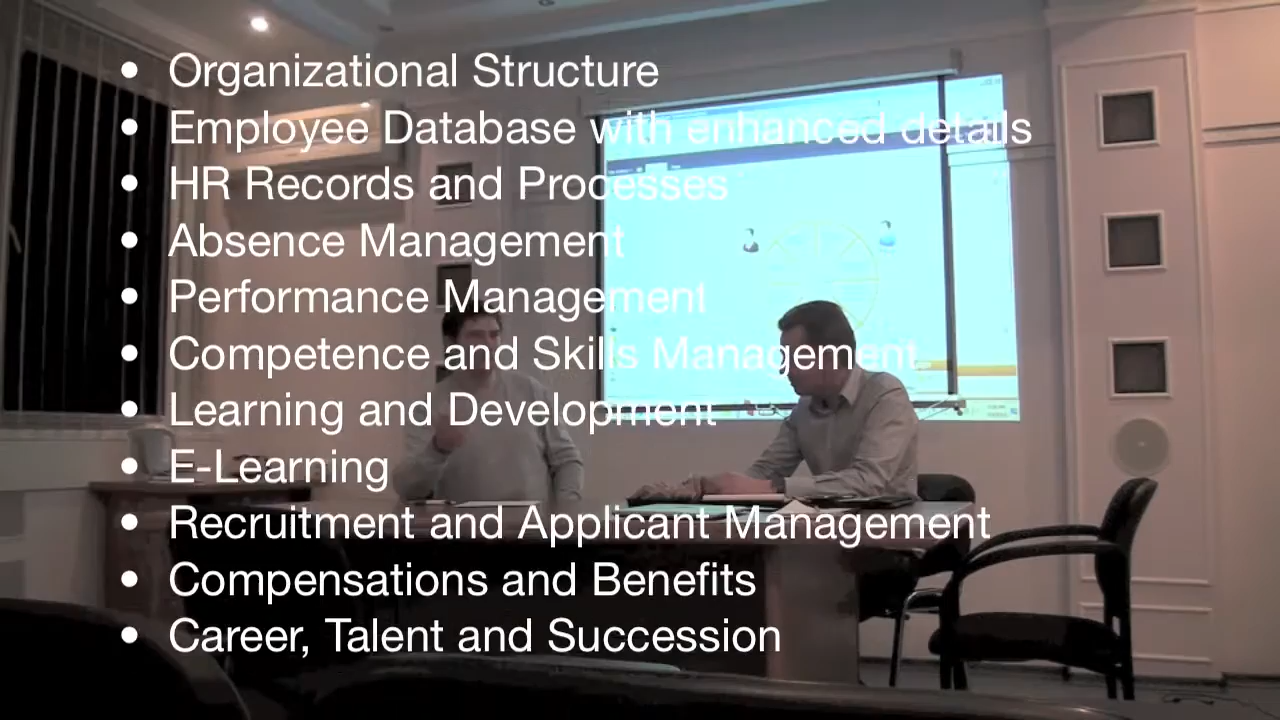 • Organizational Structure
• Employee Database with enhanced details
• HR Records and Processes
• Absence Management
• Performance Management
• Competence and Skills Management
• Learning and Development
• E-Learning
• Recruitment and Applicant Management
• Compensations and Benefits
• Career, Talent and Succession